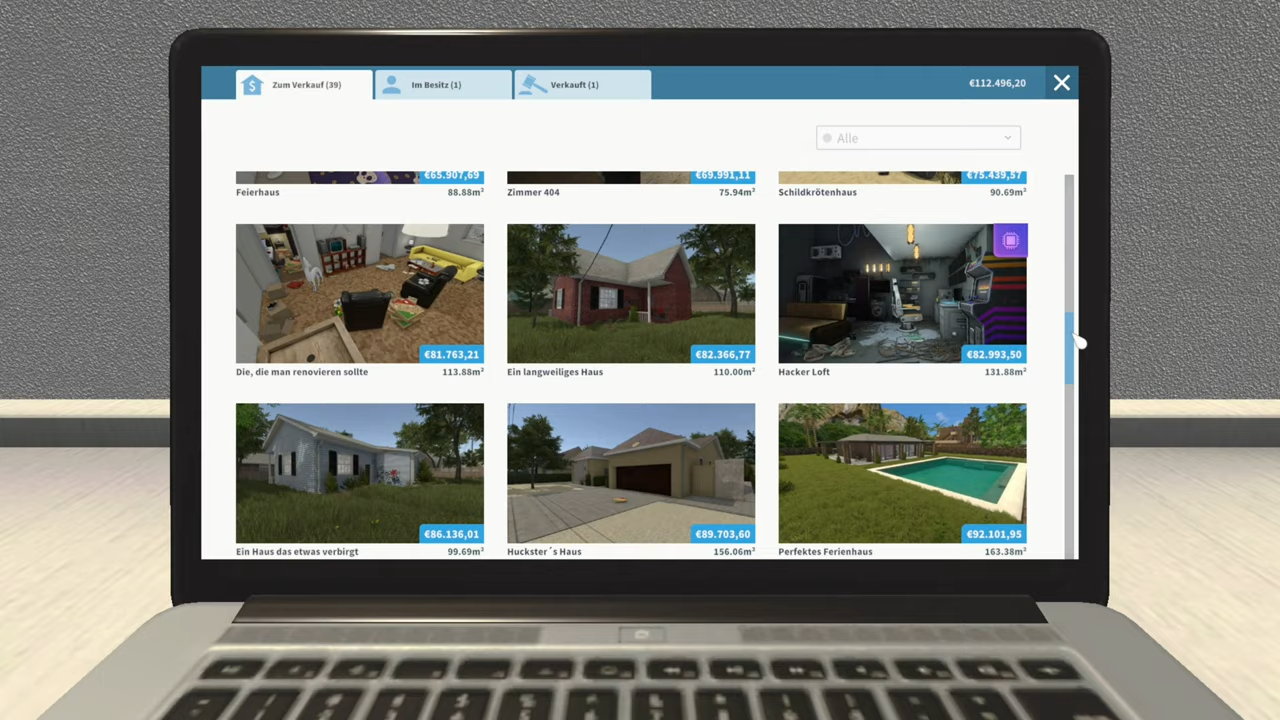 Zum Verkauf (39)
Im Besitz (1)
Verkauft (1)
€112.496,20
Alle
€65.907,69
€69.991,11
€75.439,57
Feierhaus
88.88m²
Zimmer 404
75.94m²
Schildkrötenhaus
90.69m²
€81.763,21
€82.366,77
€82.993,50
Die, die man renovieren sollte
113.88m²
Ein langweiliges Haus
110.00m²
Hacker Loft
131.88m²
€86.136,01
€89.703,60
€92.101,95
Ein Haus das etwas verbirgt
99.69m²
Huckster´s Haus
156.06m²
Perfektes Ferienhaus
163.38m²